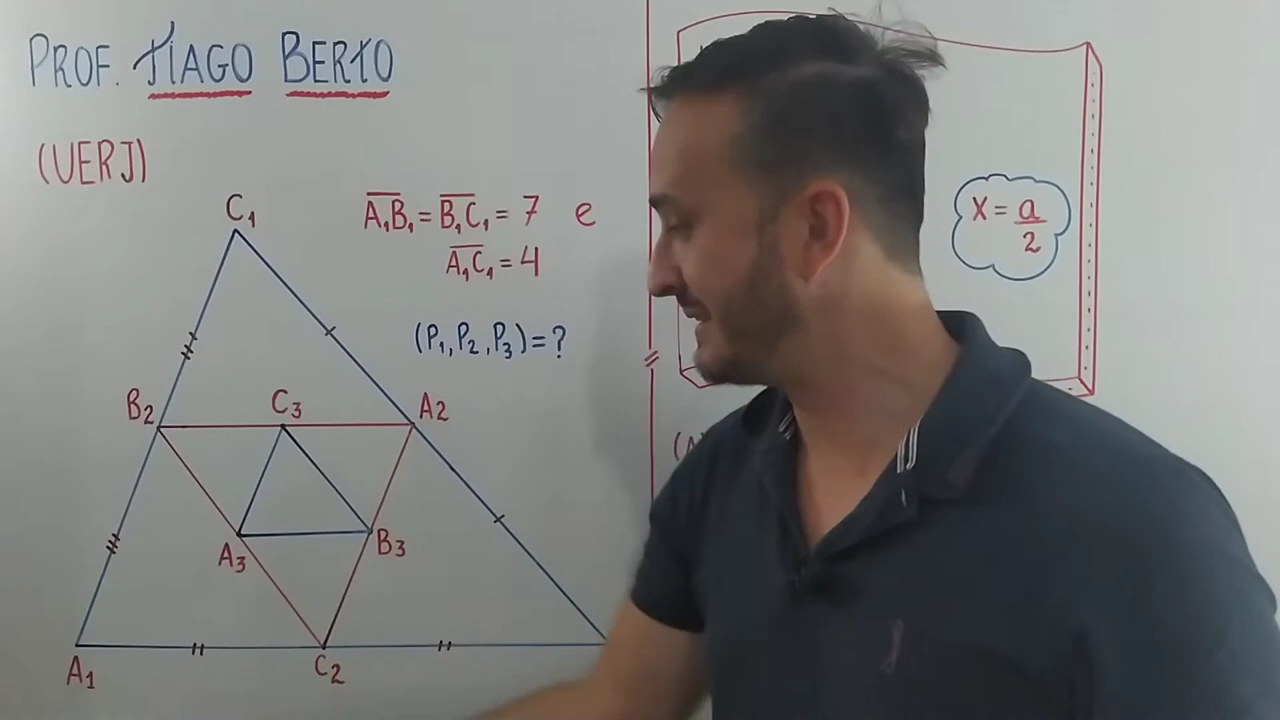 PROF. TIAGO BERTO
(UERJ)
C₁
A₁B₁ = B₁C₁ = 7 e
A₁C₁ = 4
(P₁, P₂, P₃) = ?
B₂
C₃
A₂
A₃
B₃
A₁
C₂
X = a/2
(A